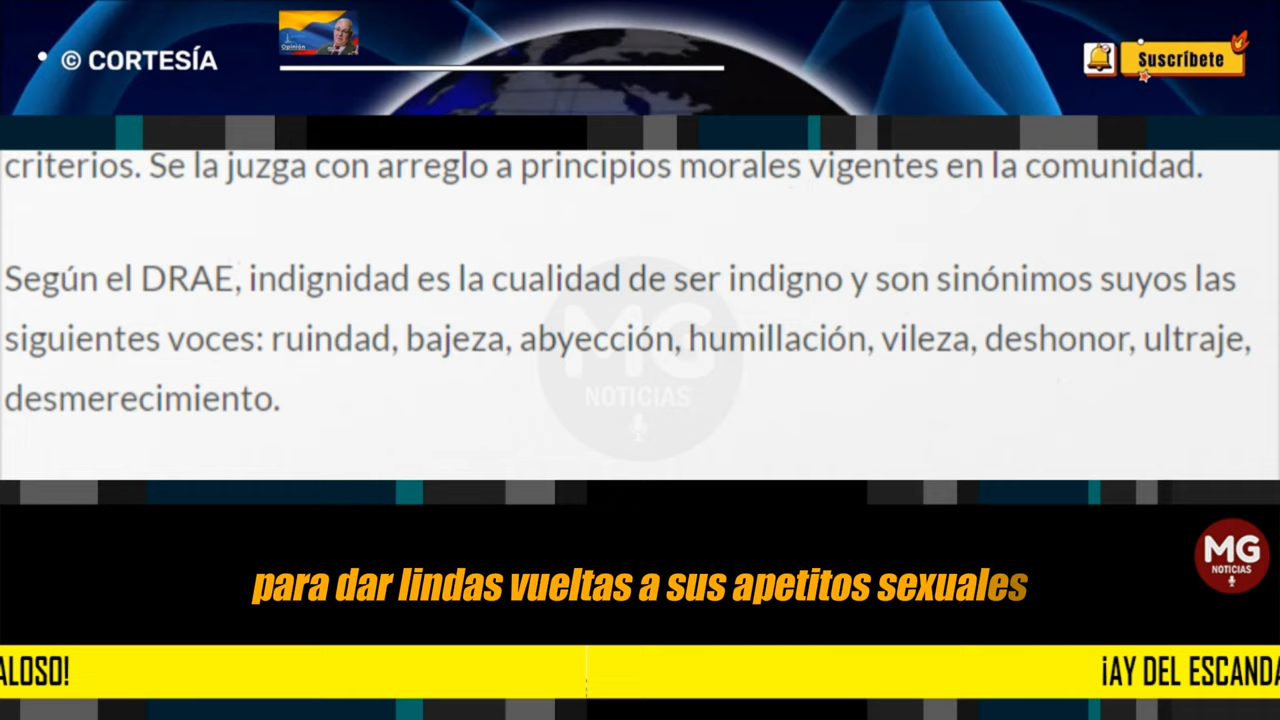 Opinión
© CORTESÍA
Suscríbete
criterios. Se la juzga con arreglo a principios morales vigentes en la comunidad.
Según el DRAE, indignidad es la cualidad de ser indigno y son sinónimos suyos las
siguientes voces: ruindad, bajeza, abyección, humillación, vileza, deshonor, ultraje,
desmerecimiento.
MG
NOTICIAS
para dar lindas vueltas a sus apetitos sexuales
MG
NOTICIAS
ALOSO!
¡AY DEL ESCANDA